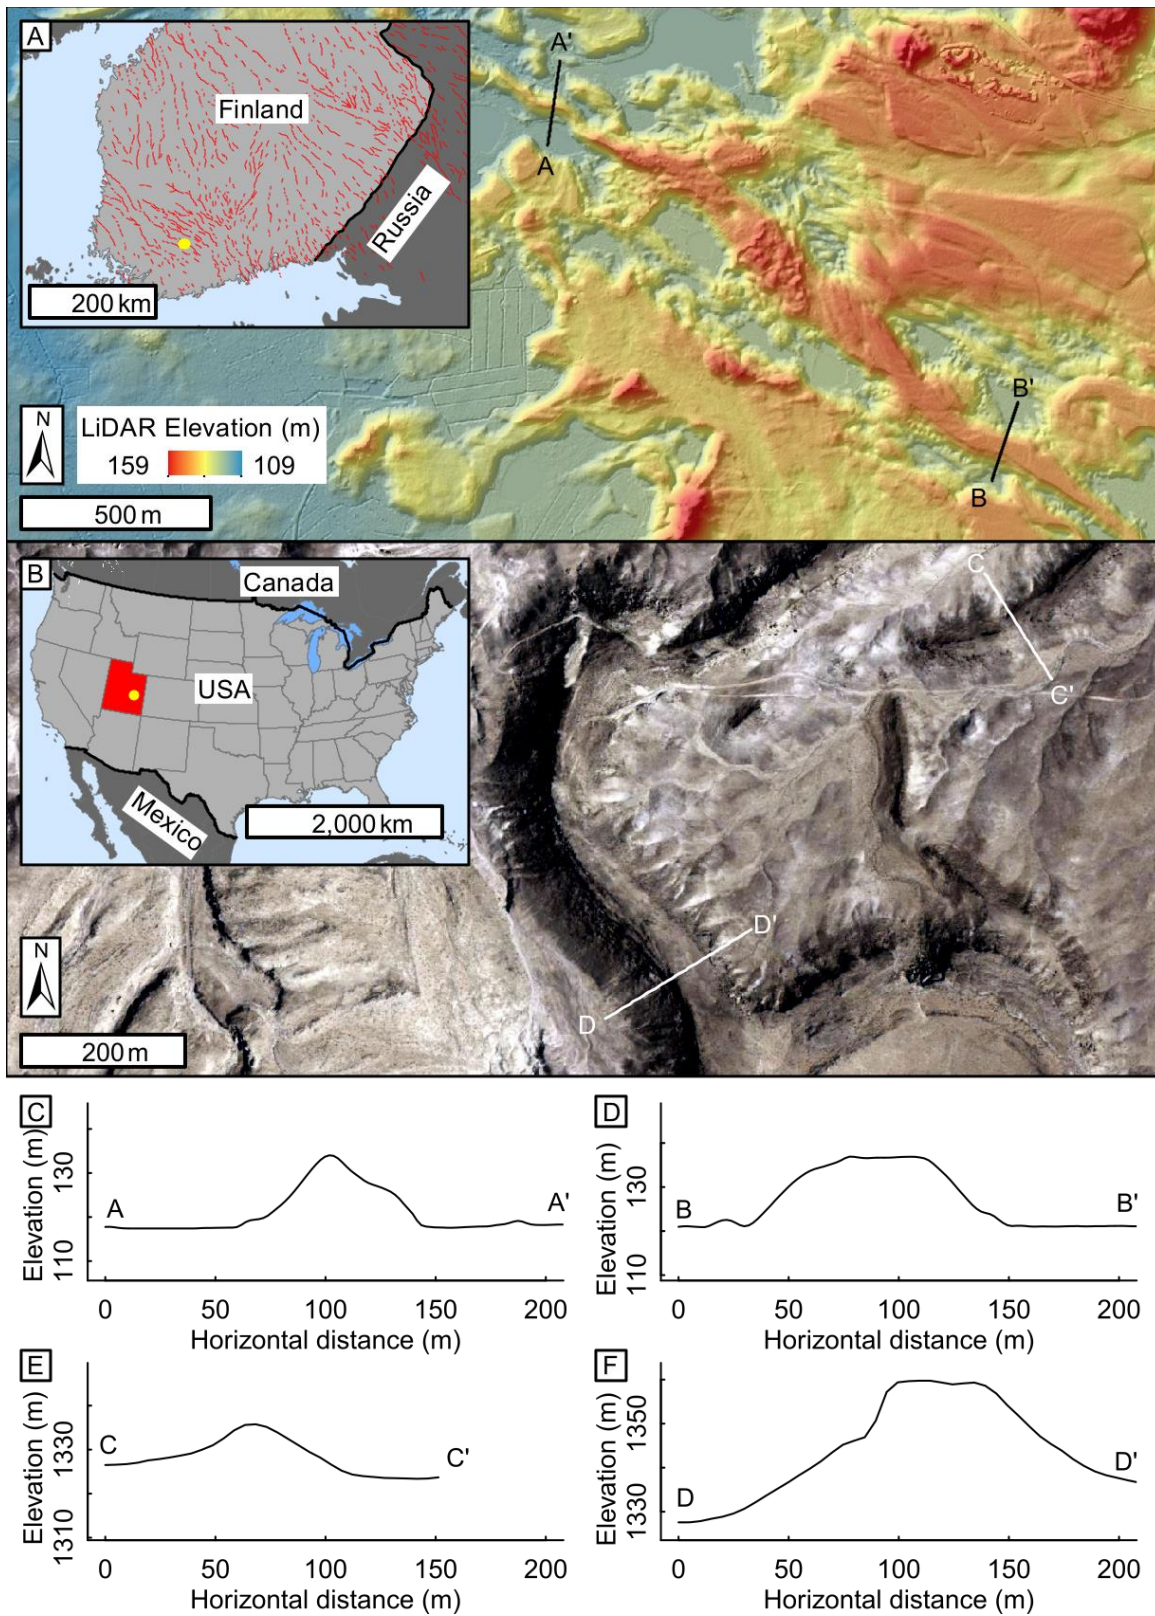 A
Finland
Russia
200 km
A'
A
B'
B
N
LiDAR Elevation (m)
159 109
500 m
B
Canada
USA
Mexico
2,000 km
C
C'
D'
D
N
200 m
C
Elevation (m)
130
110
A
A'
0 50 100 150 200
Horizontal distance (m)
D
Elevation (m)
130
110
B
B'
0 50 100 150 200
Horizontal distance (m)
E
Elevation (m)
1330
1310
C
C'
0 50 100 150 200
Horizontal distance (m)
F
Elevation (m)
1350
1330
D
D'
0 50 100 150 200
Horizontal distance (m)